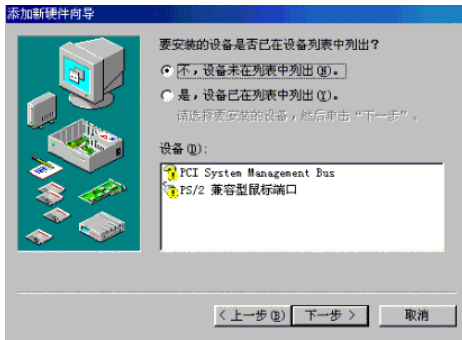 添加新硬件向导
要安装的设备是否已在设备列表中列出？
不，设备未在列表中列出(N)。
是，设备已在列表中列出(Y)。
请选择要安装的设备，然后单击“下一步”。
设备(D):
PCI System Management Bus
PS/2 兼容型鼠标端口
<上一步(B) 下一步 > 取消